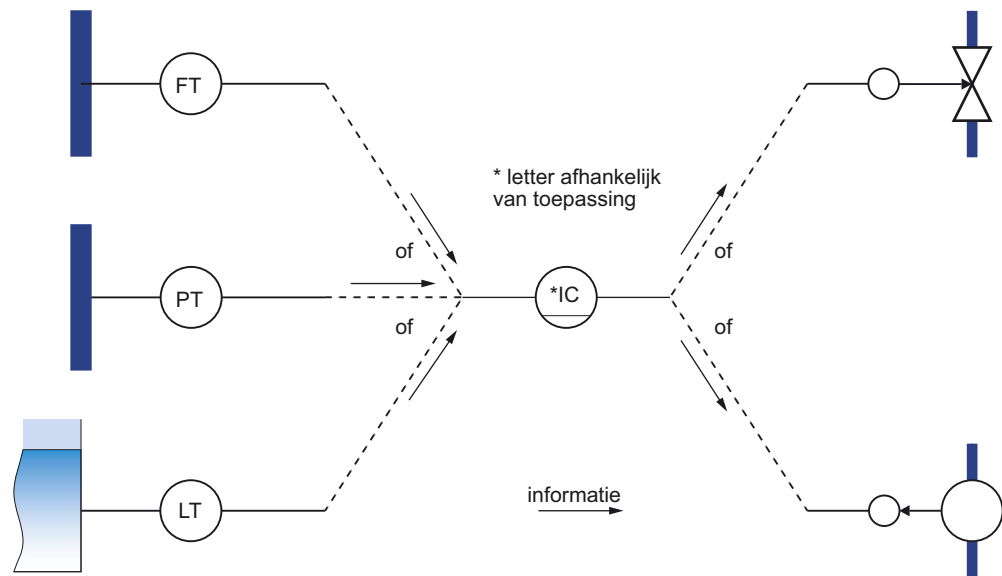 FT
* letter afhankelijk
van toepassing
of
of
PT
*IC
of
of
LT
informatie